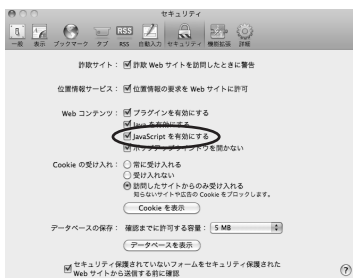 セキュリティ
一般 表示 ブックマーク タブ RSS 自動入力 セキュリティ 機能拡張 詳細
詐欺サイト： 詐欺 Web サイトを訪問したときに警告
位置情報サービス： 位置情報の要求を Web サイトに許可
Web コンテンツ： プラグインを有効にする
Java を有効にする
JavaScript を有効にする
ポップアップウインドウを開かない
Cookie の受け入れ： 常に受け入れる
受け入れない
訪問したサイトからのみ受け入れる
知らないサイトや広告の Cookie をブロックします。
Cookie を表示
データベースの保存： 確認までに許可する容量： 5 MB
データベースを表示
セキュリティ保護されていないフォームをセキュリティ保護された
Web サイトから送信する前に確認
?